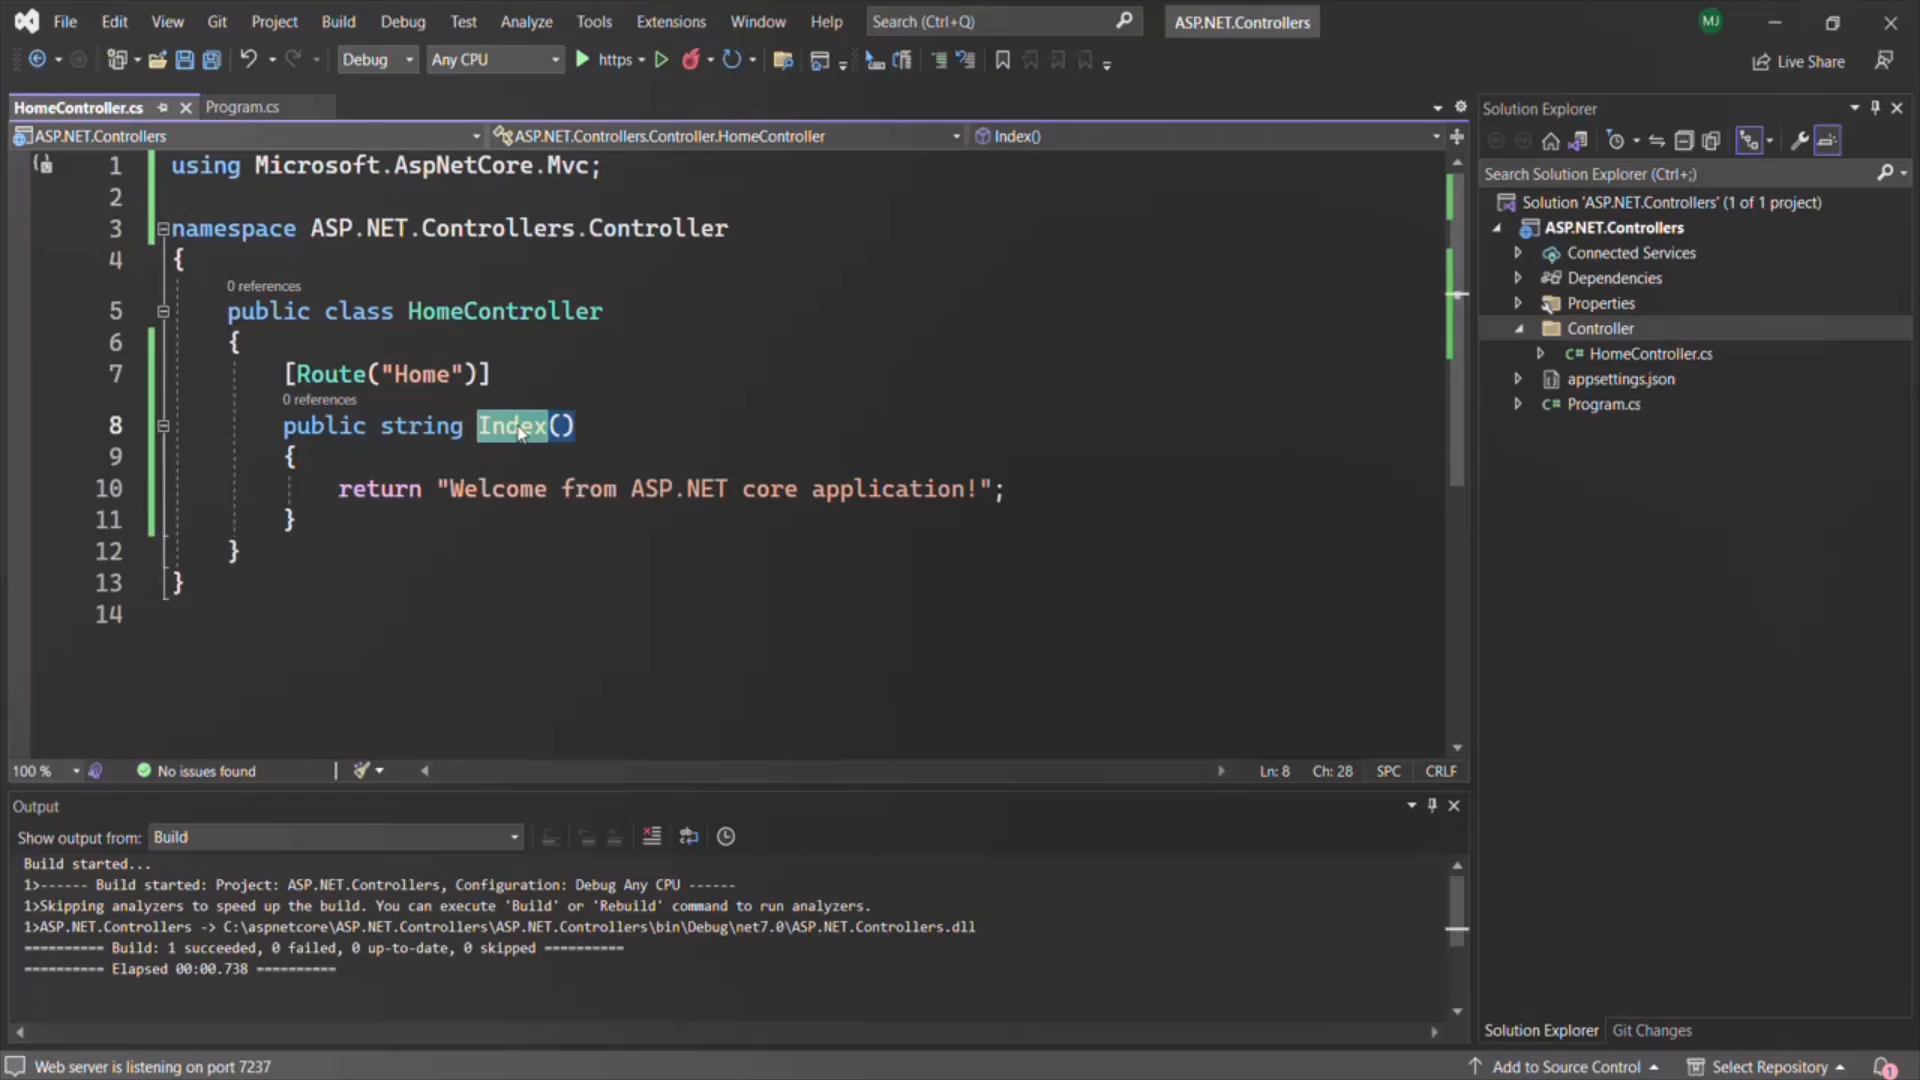 File Edit View Git Project Build Debug Test Analyze Tools Extensions Window Help Search (Ctrl+Q) ASP.NET.Controllers MJ
Debug Any CPU https Live Share
HomeController.cs Program.cs
ASP.NET.Controllers ASP.NET.Controllers.Controller.HomeController Index()
1 using Microsoft.AspNetCore.Mvc;
2
3 namespace ASP.NET.Controllers.Controller
4 {
0 references
5 public class HomeController
6 {
7 [Route("Home")]
0 references
8 public string Index()
9 {
10 return "Welcome from ASP.NET core application!";
11 }
12 }
13 }
14
100 % No issues found Ln: 8 Ch: 28 SPC CRLF
Output
Show output from: Build
Build started...
1>------ Build started: Project: ASP.NET.Controllers, Configuration: Debug Any CPU ------
1>Skipping analyzers to speed up the build. You can execute 'Build' or 'Rebuild' command to run analyzers.
1>ASP.NET.Controllers -> C:\aspnetcore\ASP.NET.Controllers\bin\Debug\net7.0\ASP.NET.Controllers.dll
========== Build: 1 succeeded, 0 failed, 0 up-to-date, 0 skipped ==========
========== Elapsed 00:00.738 ==========
Solution Explorer
Search Solution Explorer (Ctrl+;)
Solution 'ASP.NET.Controllers' (1 of 1 project)
ASP.NET.Controllers
Connected Services
Dependencies
Properties
Controller
C# HomeController.cs
appsettings.json
C# Program.cs
Solution Explorer Git Changes
Web server is listening on port 7237 Add to Source Control Select Repository 1